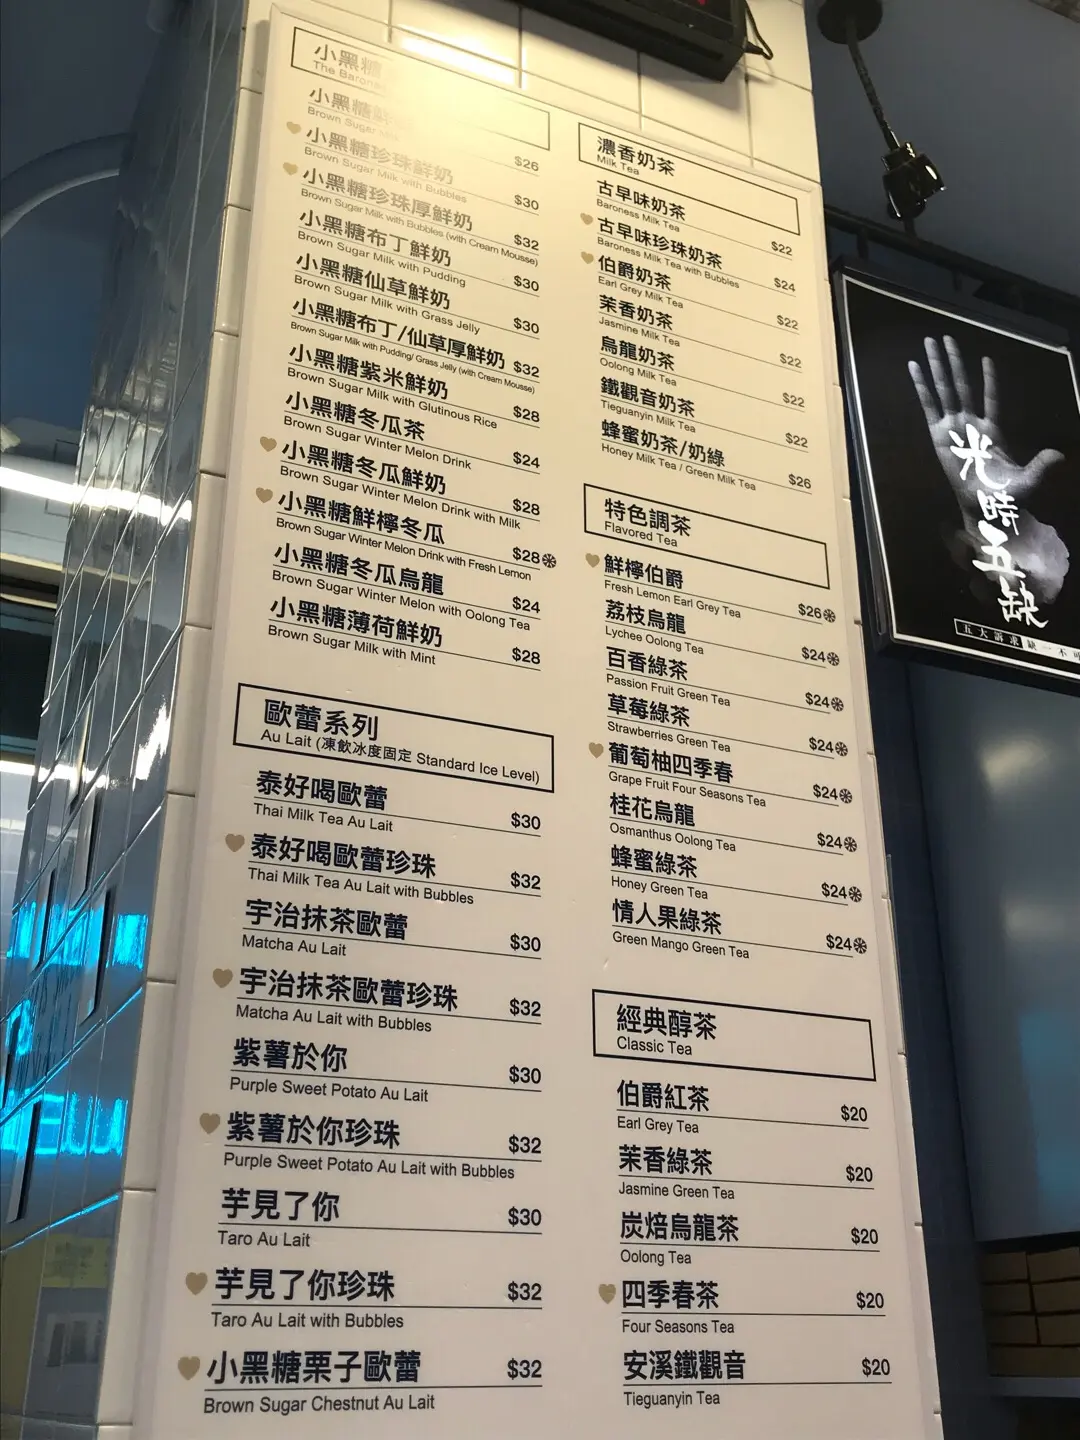 小黑糖
The Barones
小黑糖鮮
Brown Sugar Milk
$26
小黑糖珍珠鮮奶
$30
Brown Sugar Milk with Bubbles
小黑糖珍珠厚鮮奶
$32
Brown Sugar Milk with Bubbles (with Cream Mousse)
小黑糖布丁鮮奶
$30
Brown Sugar Milk with Pudding
小黑糖仙草鮮奶
$30
Brown Sugar Milk with Grass Jelly
小黑糖布丁/仙草厚鮮奶
$32
Brown Sugar Milk with Pudding/ Grass Jelly (with Cream Mousse)
小黑糖紫米鮮奶
$28
Brown Sugar Milk with Glutinous Rice
小黑糖冬瓜茶
$24
Brown Sugar Winter Melon Drink
小黑糖冬瓜鮮奶
$28
Brown Sugar Winter Melon Drink with Milk
小黑糖鮮檸冬瓜
$28
Brown Sugar Winter Melon Drink with Fresh Lemon
小黑糖冬瓜烏龍
$24
Brown Sugar Winter Melon with Oolong Tea
小黑糖薄荷鮮奶
$28
Brown Sugar Milk with Mint
歐蕾系列
Au Lait (凍飲冰度固定 Standard Ice Level)
泰好喝歐蕾
$30
Thai Milk Tea Au Lait
泰好喝歐蕾珍珠
$32
Thai Milk Tea Au Lait with Bubbles
宇治抹茶歐蕾
$30
Matcha Au Lait
宇治抹茶歐蕾珍珠
$32
Matcha Au Lait with Bubbles
紫薯於你
$30
Purple Sweet Potato Au Lait
紫薯於你珍珠
$32
Purple Sweet Potato Au Lait with Bubbles
芋見了你
$30
Taro Au Lait
芋見了你珍珠
$32
Taro Au Lait with Bubbles
小黑糖栗子歐蕾
$32
Brown Sugar Chestnut Au Lait
濃香奶茶
Milk Tea
古早味奶茶
$22
Baroness Milk Tea
古早味珍珠奶茶
$24
Baroness Milk Tea with Bubbles
伯爵奶茶
$22
Earl Grey Milk Tea
茉香奶茶
$22
Jasmine Milk Tea
烏龍奶茶
$22
Oolong Milk Tea
鐵觀音奶茶
$22
Tieguanyin Milk Tea
蜂蜜奶茶/奶綠
$26
Honey Milk Tea / Green Milk Tea
特色調茶
Flavored Tea
鮮檸伯爵
$26
Fresh Lemon Earl Grey Tea
荔枝烏龍
$24
Lychee Oolong Tea
百香綠茶
$24
Passion Fruit Green Tea
草莓綠茶
$24
Strawberries Green Tea
葡萄柚四季春
$24
Grape Fruit Four Seasons Tea
桂花烏龍
$24
Osmanthus Oolong Tea
蜂蜜綠茶
$24
Honey Green Tea
情人果綠茶
$24
Green Mango Green Tea
經典醇茶
Classic Tea
伯爵紅茶
$20
Earl Grey Tea
茉香綠茶
$20
Jasmine Green Tea
炭焙烏龍茶
$20
Oolong Tea
四季春茶
$20
Four Seasons Tea
安溪鐵觀音
$20
Tieguanyin Tea
光時五缺
五大訴求缺一不可